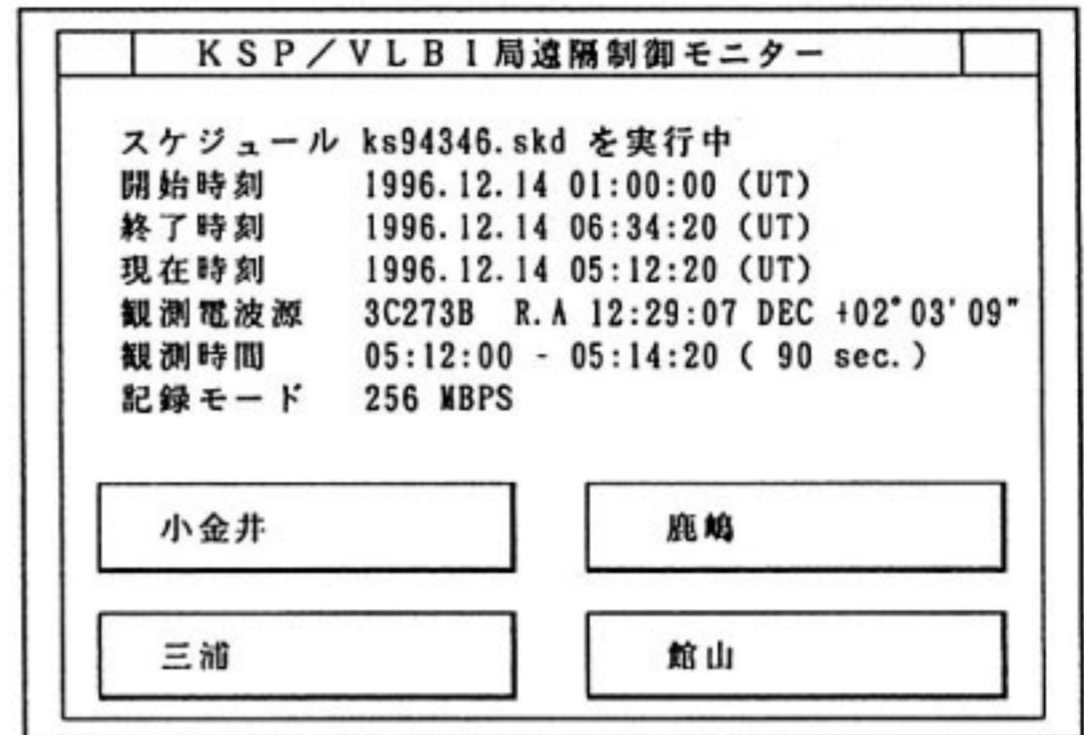 KSP／VLBI局遠隔制御モニター
スケジュール ks94346.skd を実行中
開始時刻 1996.12.14 01:00:00 (UT)
終了時刻 1996.12.14 06:34:20 (UT)
現在時刻 1996.12.14 05:12:20 (UT)
観測電波源 3C273B R.A 12:29:07 DEC +02°03'09"
観測時間 05:12:00 - 05:14:20 ( 90 sec.)
記録モード 256 MBPS
小金井 鹿嶋
三浦 館山